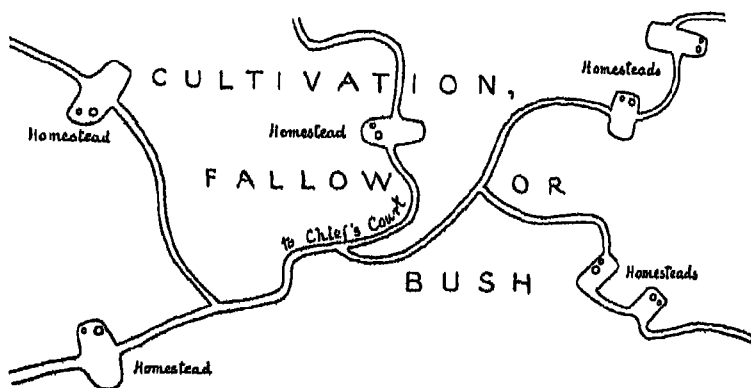 Homesteads
CULTIVATION,
Homestead
Homestead
FALLOW OR
to Chief's Court
BUSH
Homesteads
Homestead